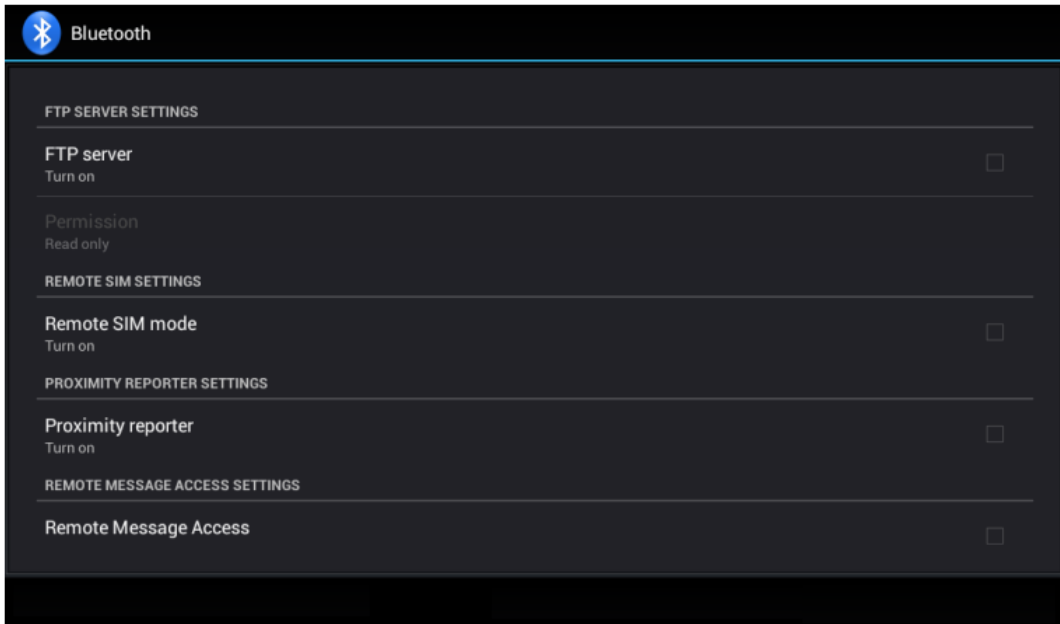 Bluetooth
FTP SERVER SETTINGS
FTP server
Turn on
Permission
Read only
REMOTE SIM SETTINGS
Remote SIM mode
Turn on
PROXIMITY REPORTER SETTINGS
Proximity reporter
Turn on
REMOTE MESSAGE ACCESS SETTINGS
Remote Message Access